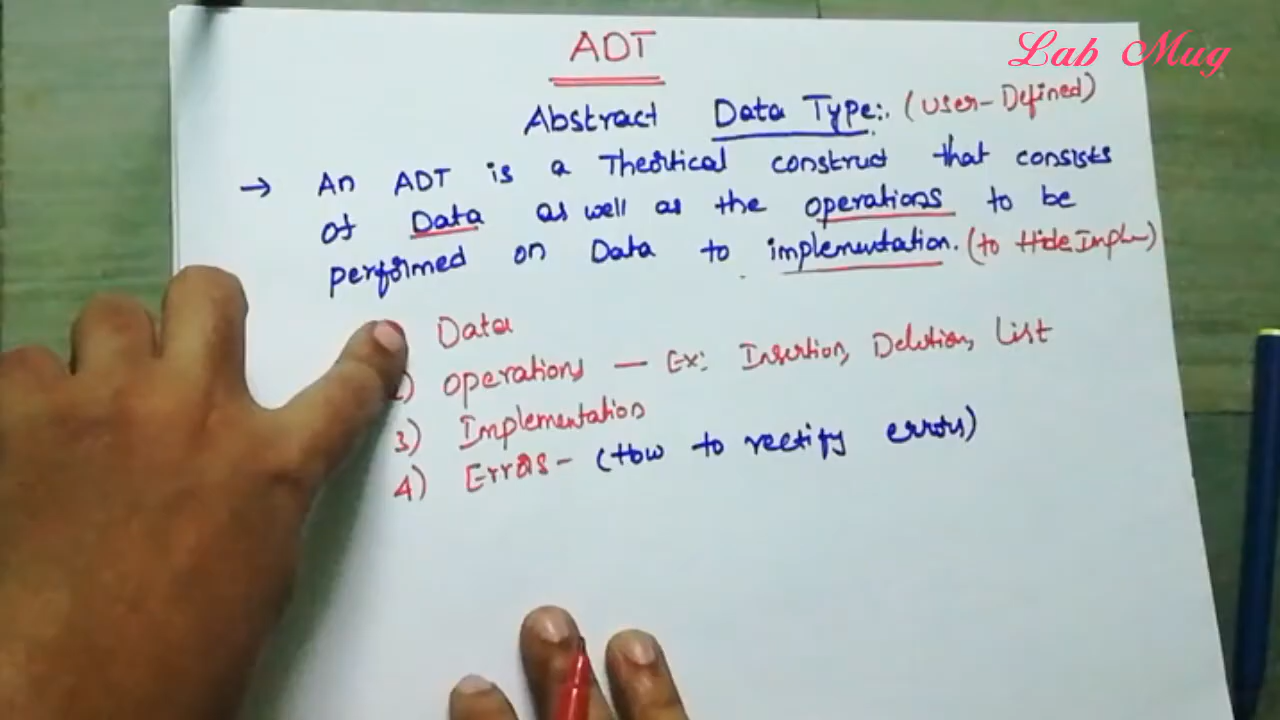 ADT
Lab Mug
Abstract Data Type:. (User-Defined)
→ An ADT is a Theortical construct that consists
of Data as well as the operations to be
performed on Data to implementation. (to Hide Implm)
Data
2) operations — Ex: Insertion, Deletion, List
3) Implementation
4) Errors - (How to rectify errors)